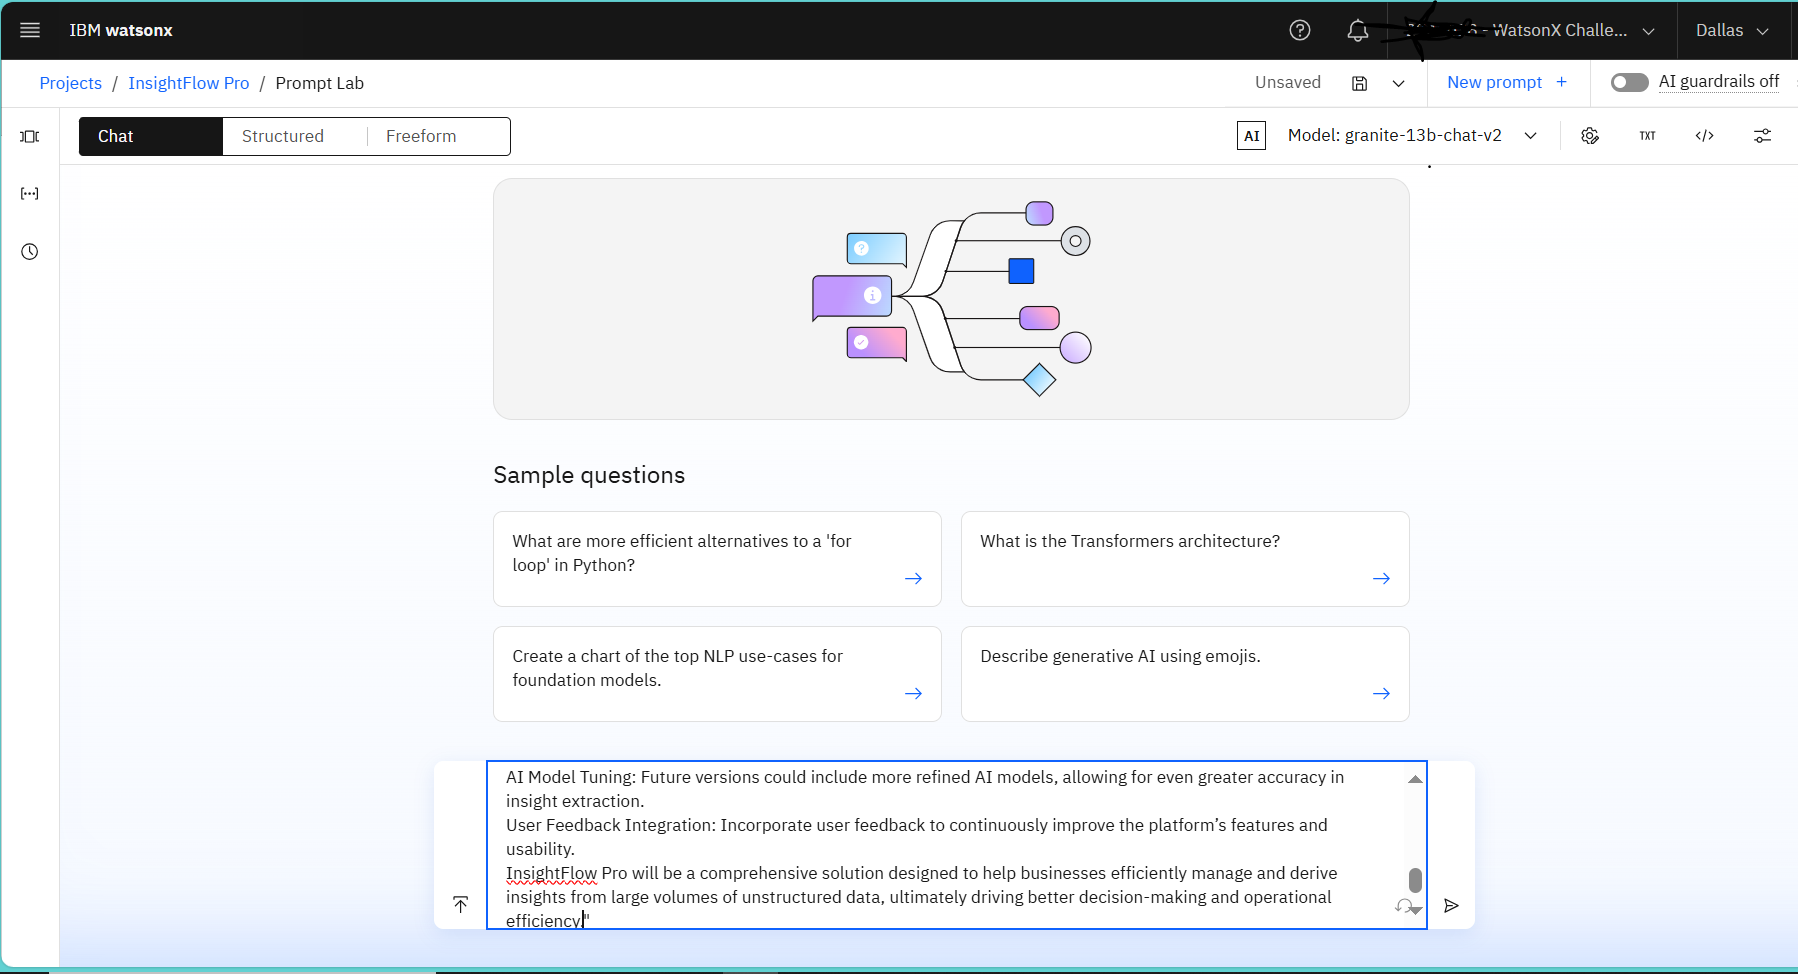 IBM watsonx
- WatsonX Challe...
Dallas
Projects / InsightFlow Pro / Prompt Lab
Unsaved
New prompt +
AI guardrails off
Chat
Structured
Freeform
AI
Model: granite-13b-chat-v2
TXT
</>
Sample questions
What are more efficient alternatives to a 'for
loop' in Python?
What is the Transformers architecture?
Create a chart of the top NLP use-cases for
foundation models.
Describe generative AI using emojis.
AI Model Tuning: Future versions could include more refined AI models, allowing for even greater accuracy in
insight extraction.
User Feedback Integration: Incorporate user feedback to continuously improve the platform’s features and
usability.
InsightFlow Pro will be a comprehensive solution designed to help businesses efficiently manage and derive
insights from large volumes of unstructured data, ultimately driving better decision-making and operational
efficiency."